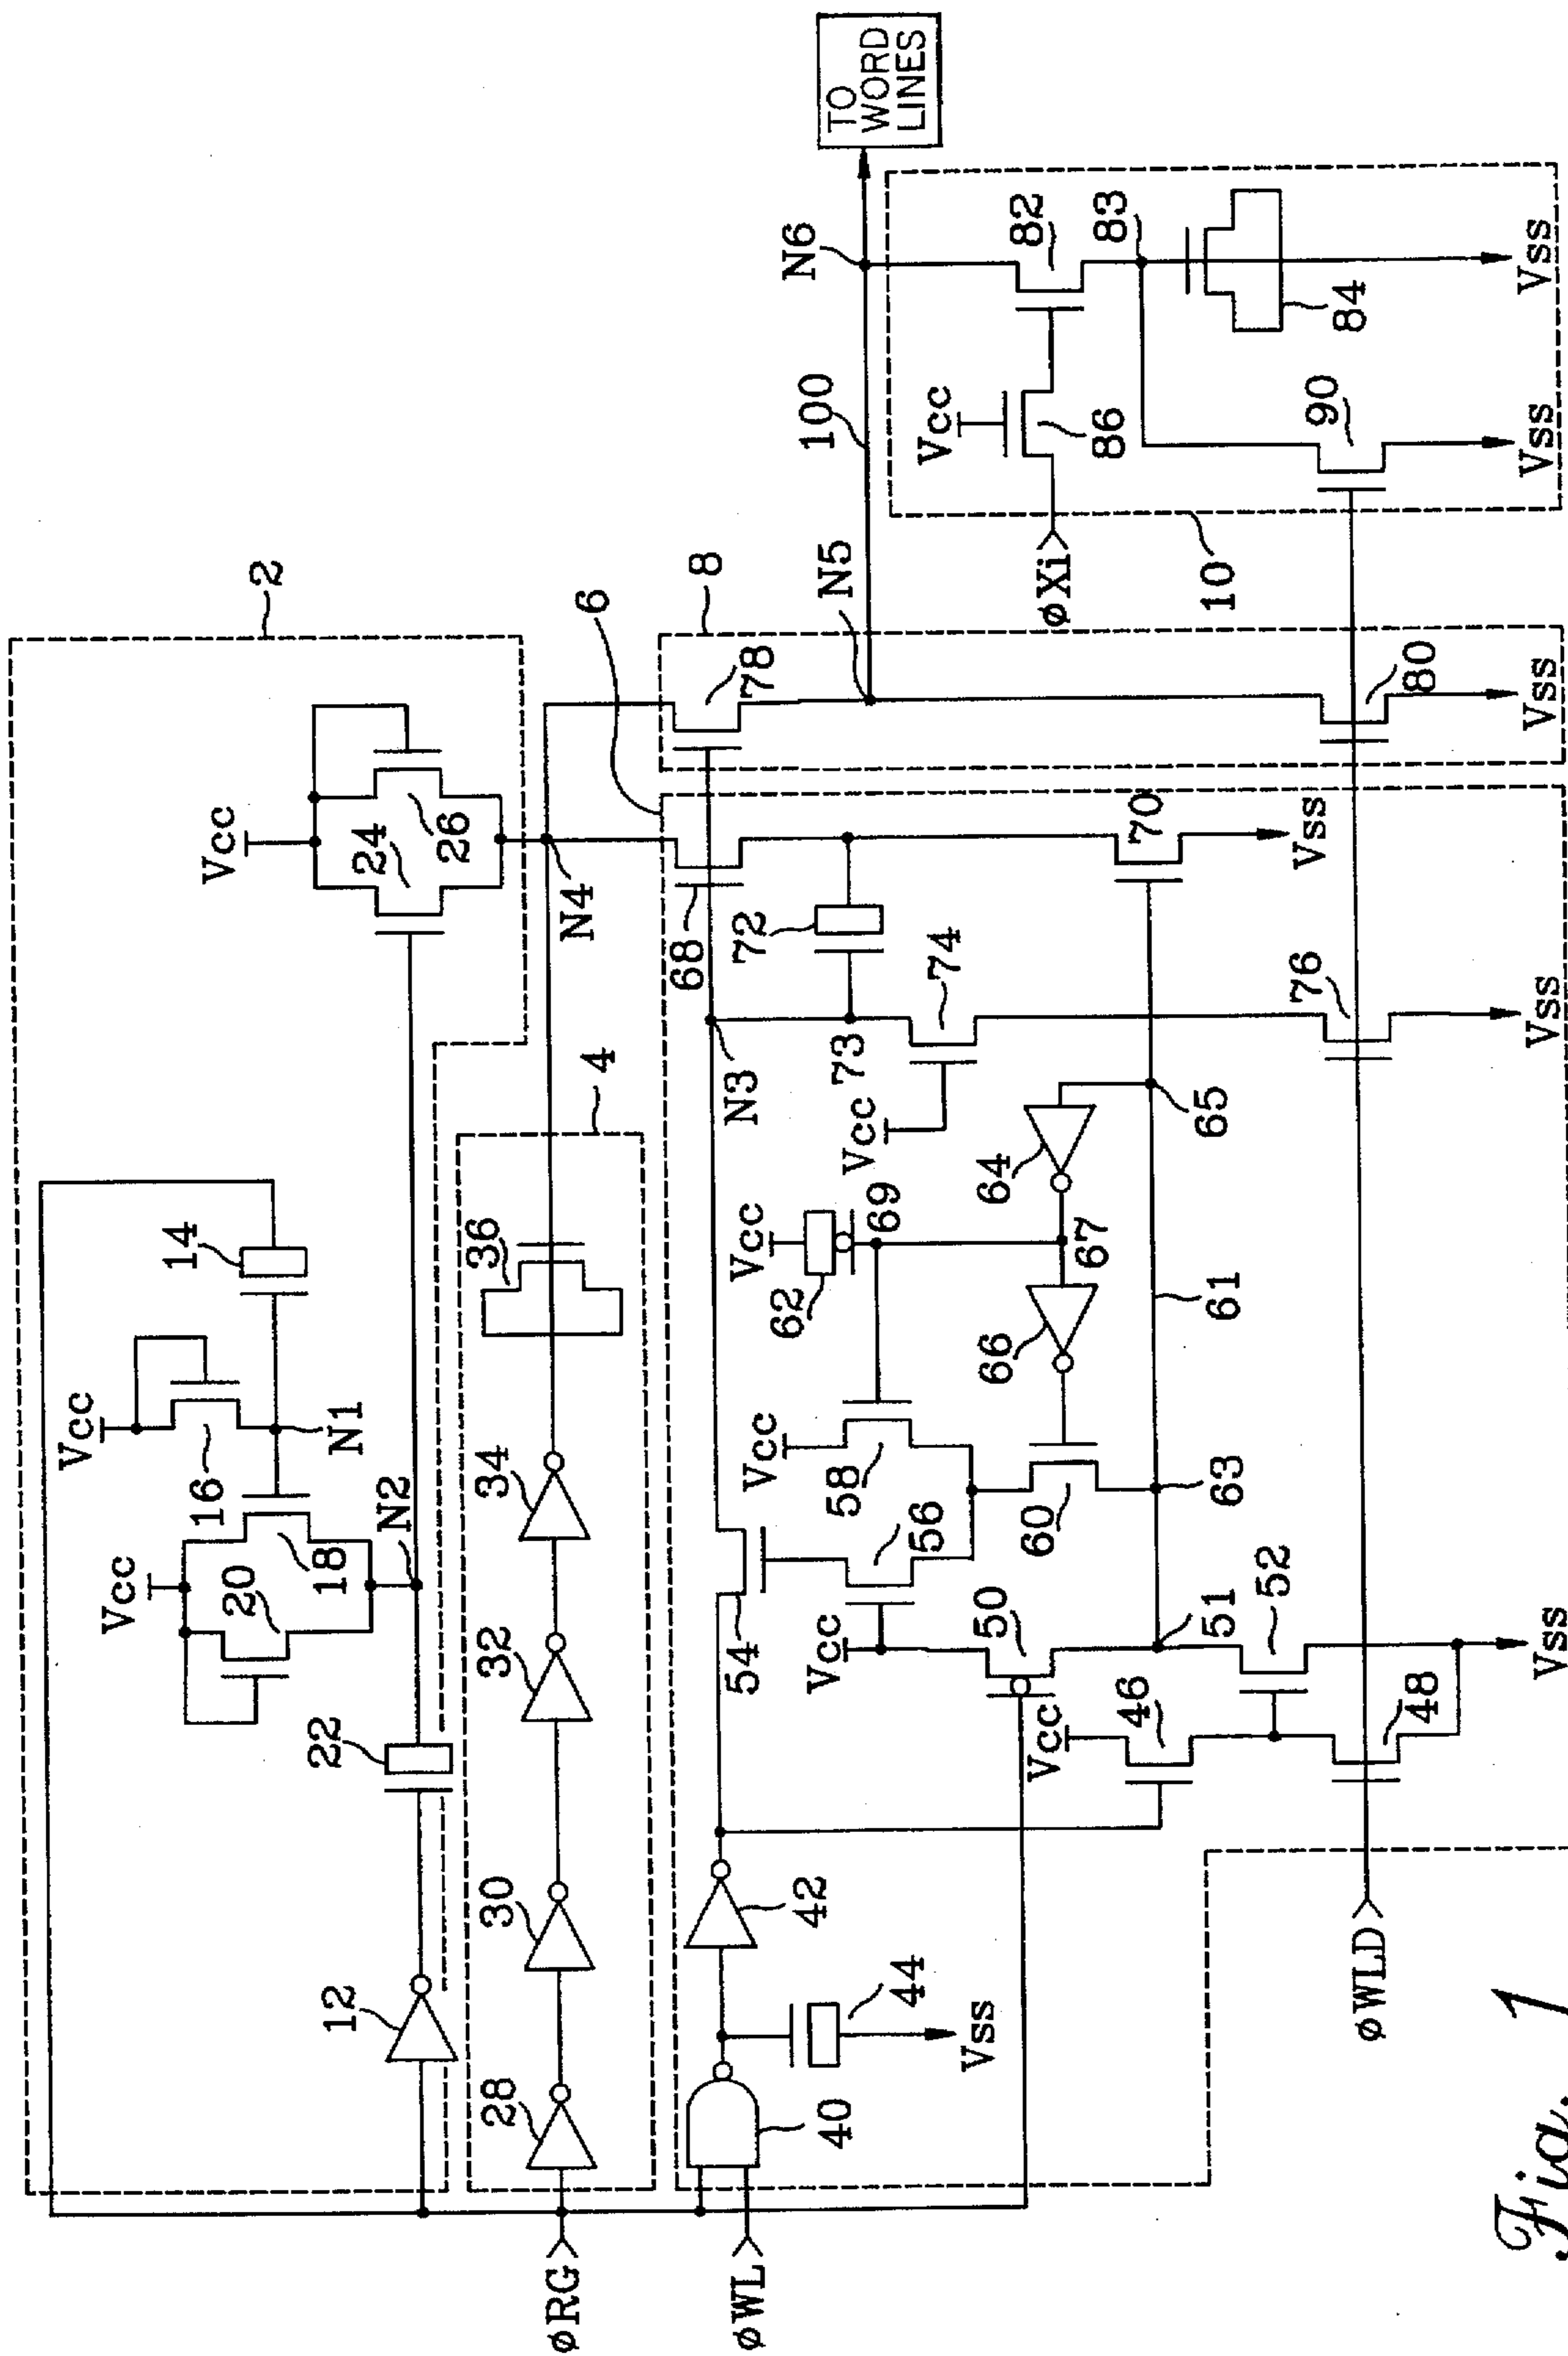 2
Vcc
Vcc
14
16
N1
20
18
N2
Vcc
24
26
22
12
4
36
34
32
30
28
N4
6
8
TO
WORD
LINES
N6
100
N5
78
68
N3
72
73
74
Vcc
Vcc
62
69
64
67
66
Vcc
58
56
60
54
42
40
44
Vss
Vcc
50
Vcc
46
51
52
48
Vss
61
63
65
70
Vss
76
Vss
80
Vss
Vcc
86
82
83
84
Vss
90
Vss
10
øXi
øRG
øWL
øWLD
Fig. 1